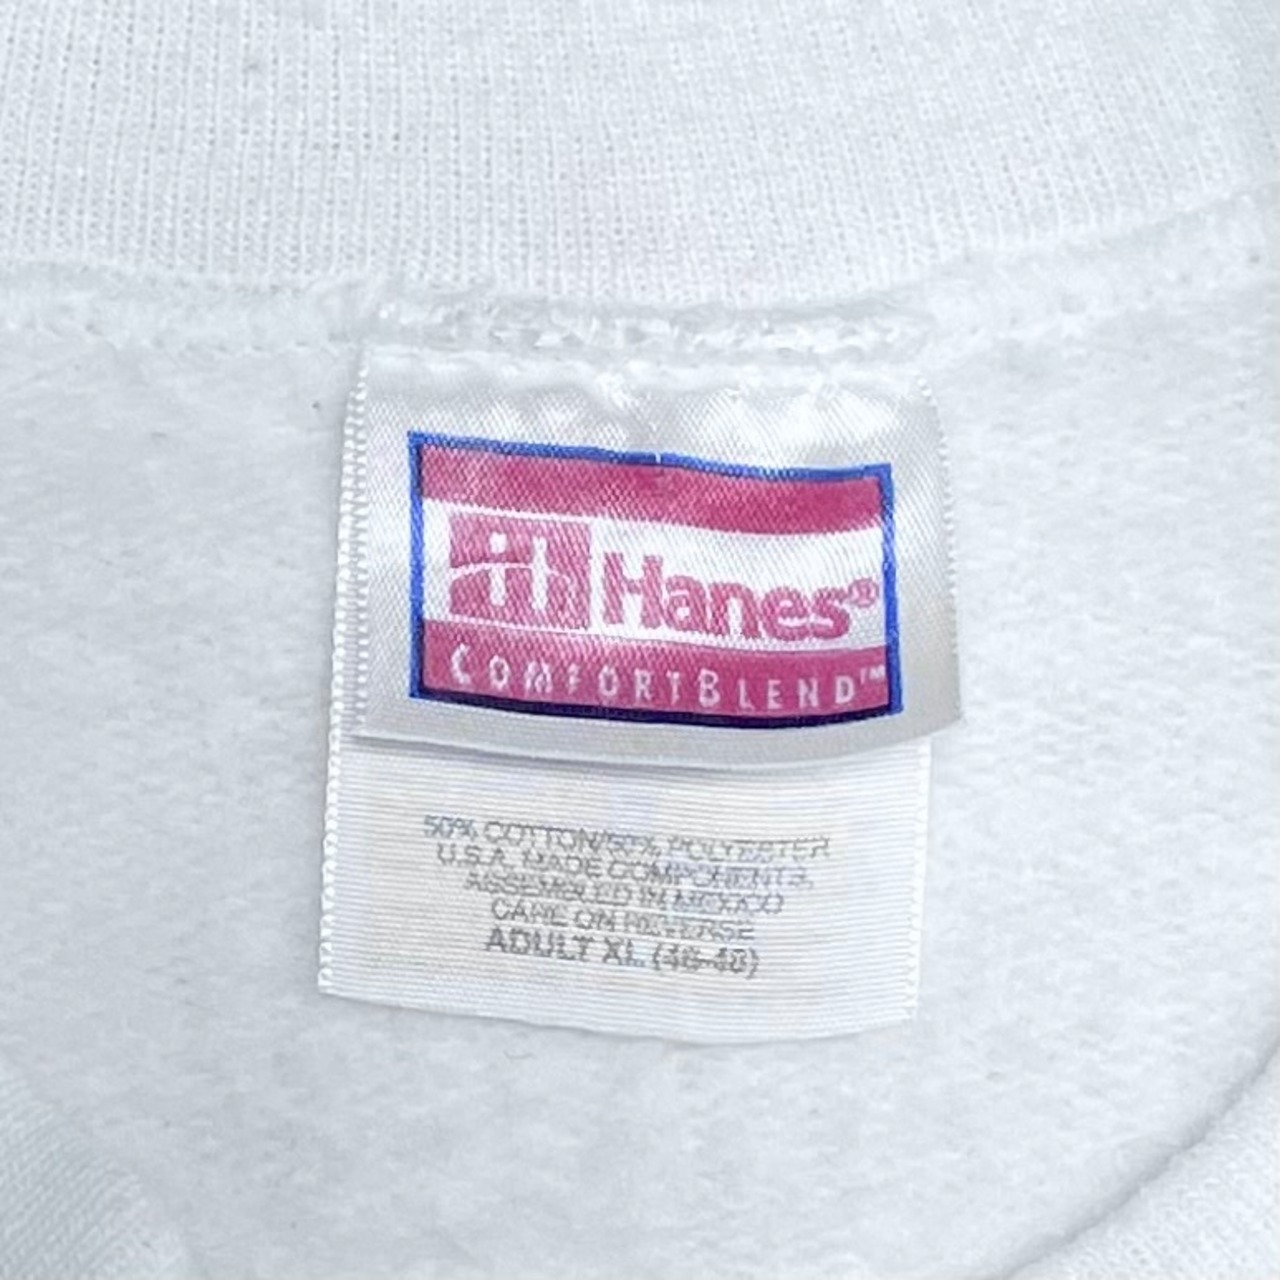 Hanes®
COMFORTBLEND™
50% COTTON/50% POLYESTER
U.S.A. MADE COMPONENTS,
ASSEMBLED IN MEXICO
CARE ON REVERSE
ADULT XL (46-48)